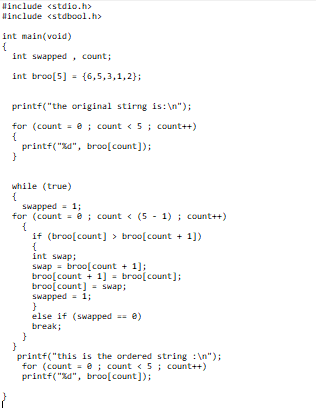 #include <stdio.h>
#include <stdbool.h>
int main(void)
{
int swapped , count;
int broo[5] = {6,5,3,1,2};
printf("the original stirng is:\n");
for (count = 0 ; count < 5 ; count++)
{
printf("%d", broo[count]);
}
while (true)
{
swapped = 1;
for (count = 0 ; count < (5 - 1) ; count++)
{
if (broo[count] > broo[count + 1])
{
int swap;
swap = broo[count + 1];
broo[count + 1] = broo[count];
broo[count] = swap;
swapped = 1;
}
else if (swapped == 0)
break;
}
}
printf("this is the ordered string :\n");
for (count = 0 ; count < 5 ; count++)
printf("%d", broo[count]);
}